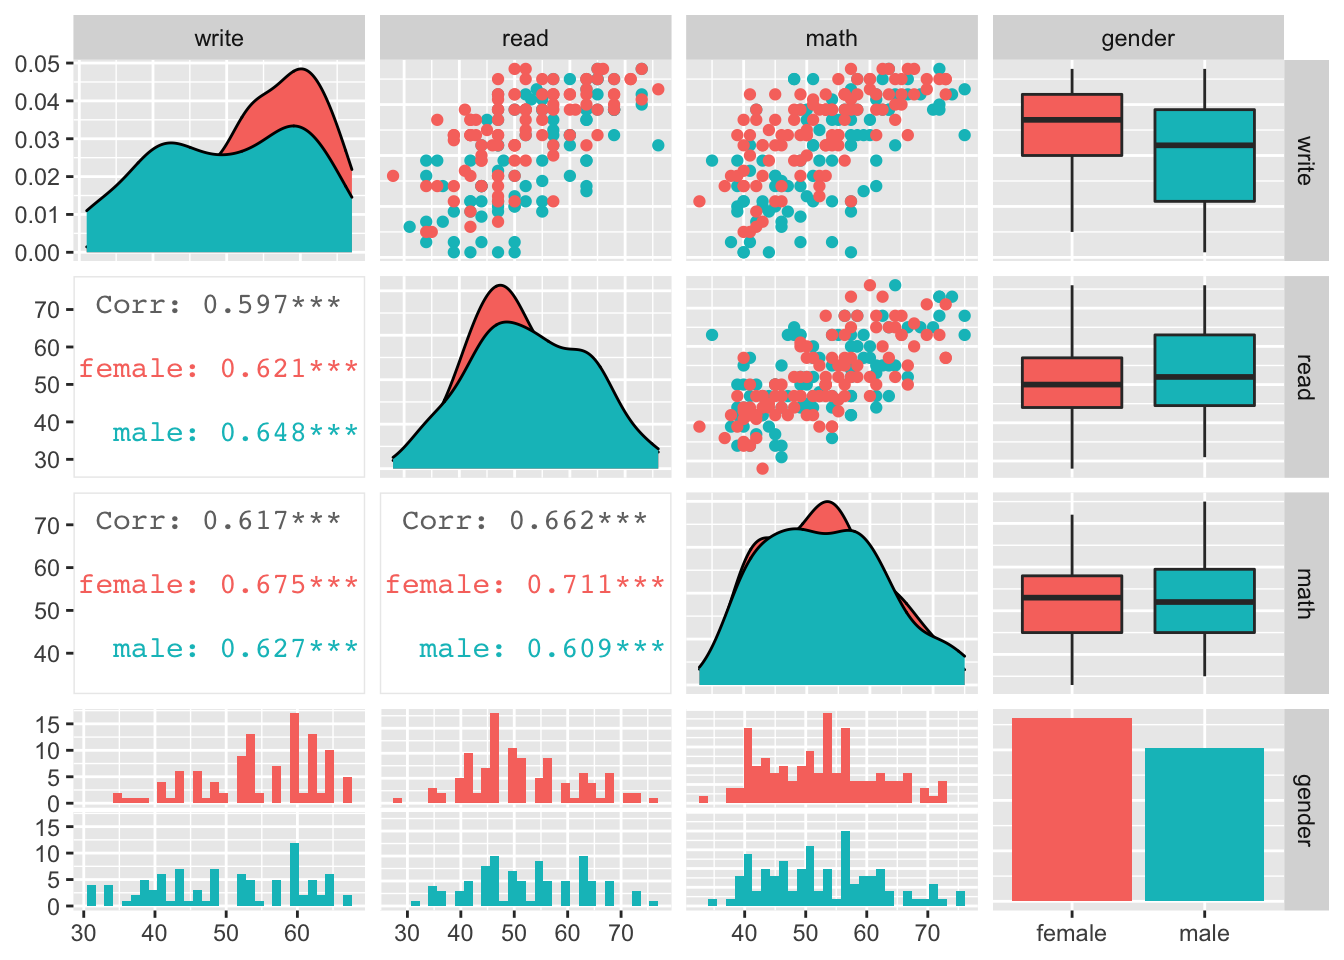 write read math gender
0.05
0.04
0.03
0.02
0.01
0.00
write
70
60
50
40
30
Corr: 0.597***
female: 0.621***
male: 0.648***
read
70
60
50
40
Corr: 0.617***
female: 0.675***
male: 0.627***
Corr: 0.662***
female: 0.711***
male: 0.609***
math
15
10
5
0
15
10
5
0
gender
30 40 50 60
30 40 50 60 70
40 50 60 70
female male